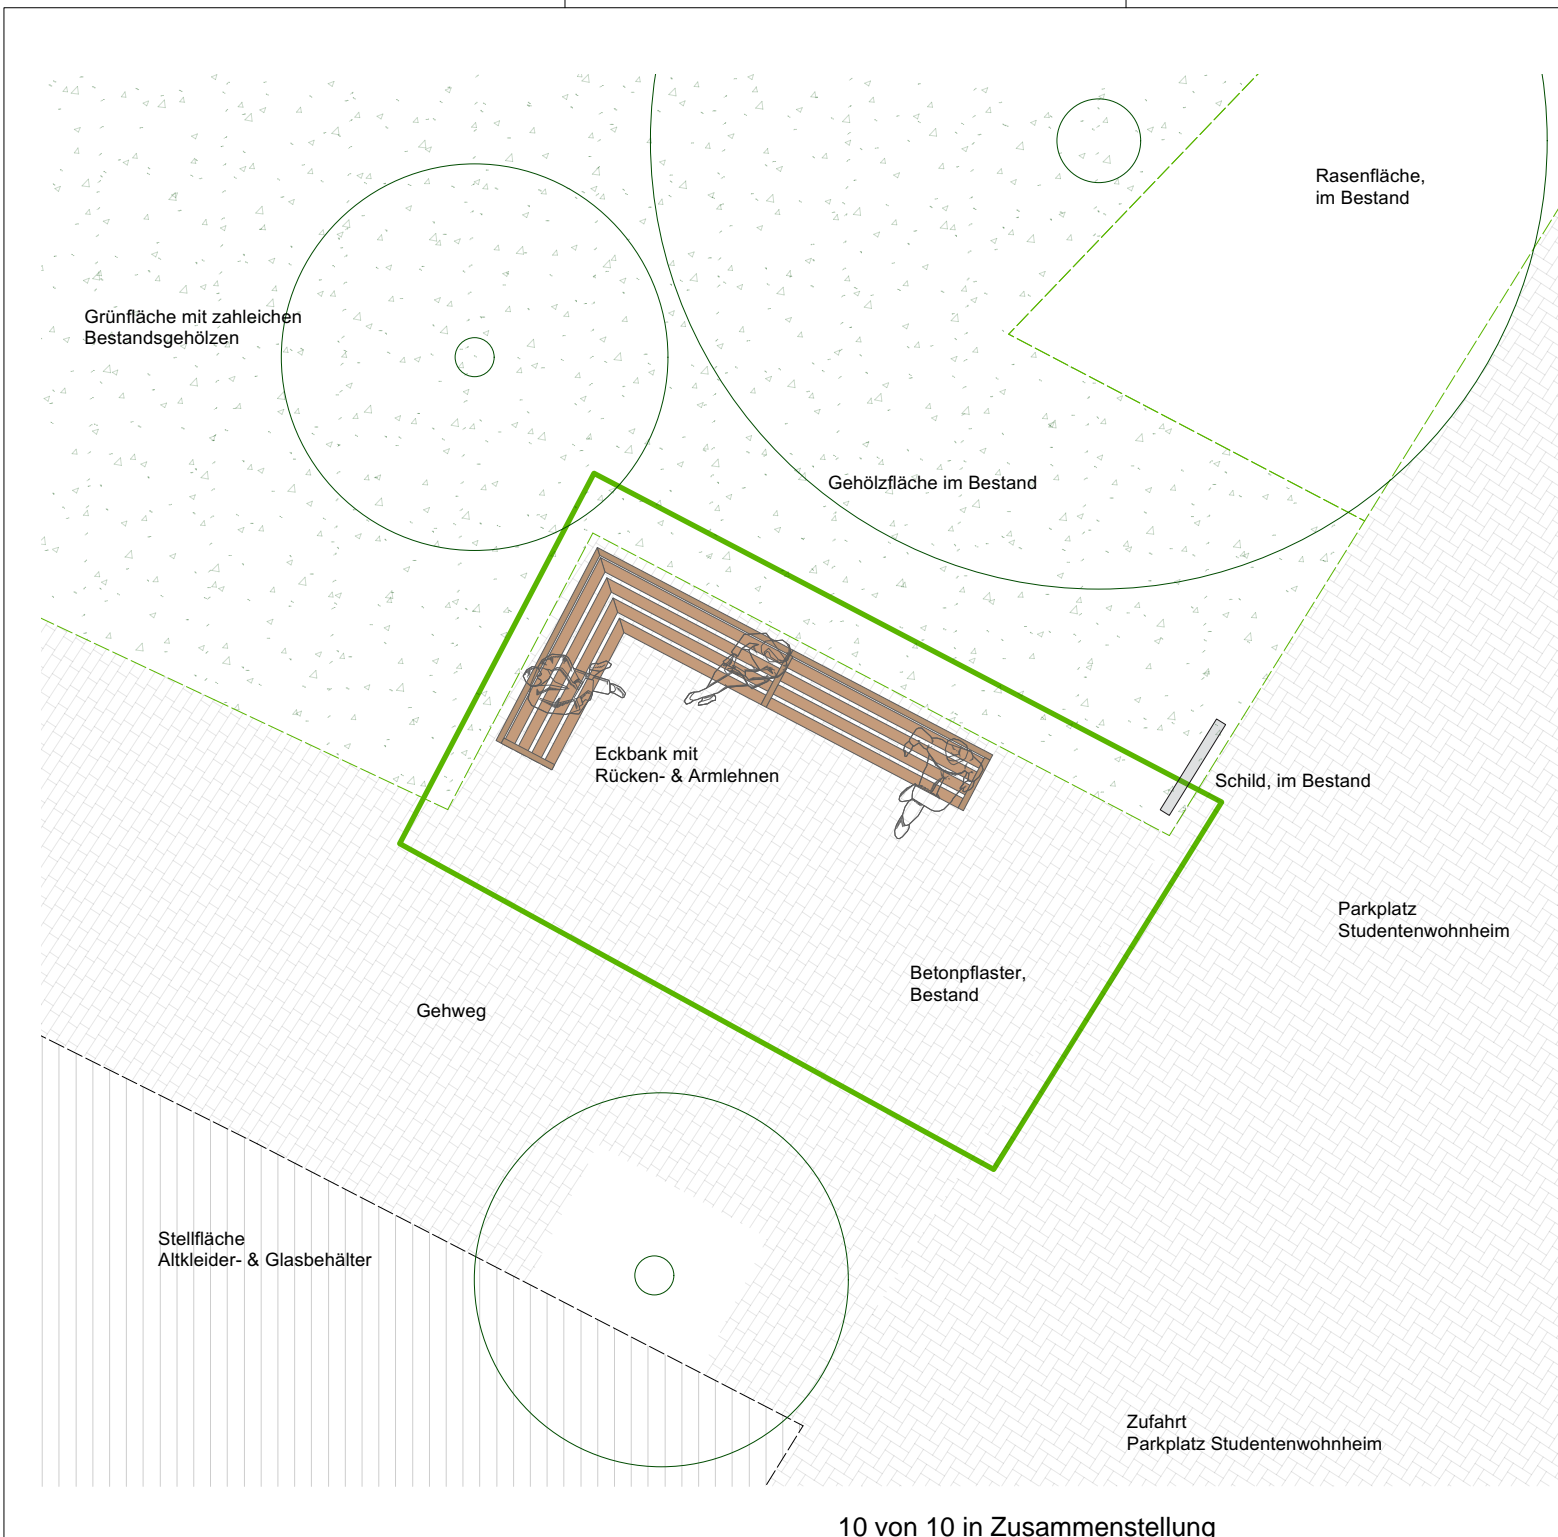 Rasenfläche,
im Bestand
Grünfläche mit zahleichen
Bestandsgehölzen
Gehölzfläche im Bestand
Eckbank mit
Rücken- & Armlehnen
Schild, im Bestand
Parkplatz
Studentenwohnheim
Betonpflaster,
Bestand
Gehweg
Stellfläche
Altkleider- & Glasbehälter
Zufahrt
Parkplatz Studentenwohnheim
10 von 10 in Zusammenstellung